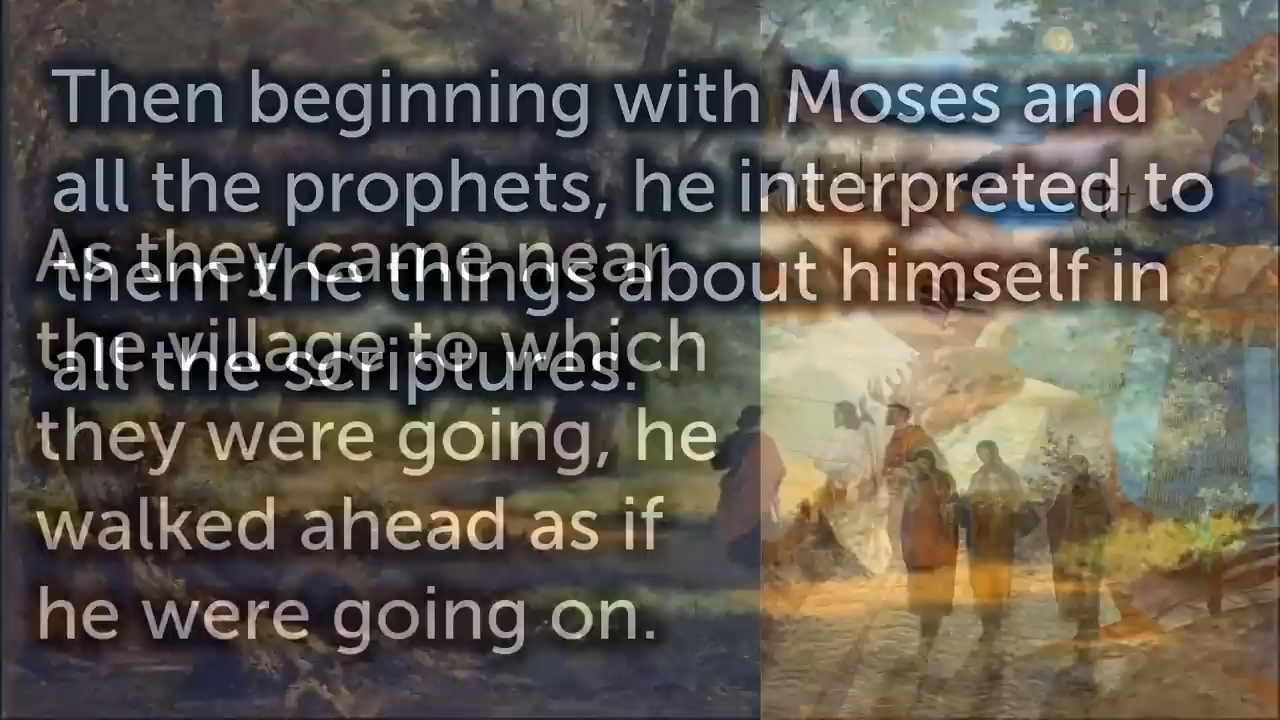 Then beginning with Moses and
all the prophets, he interpreted to
them the things about himself in
all the scriptures.
As they came near
the village to which
they were going, he
walked ahead as if
he were going on.